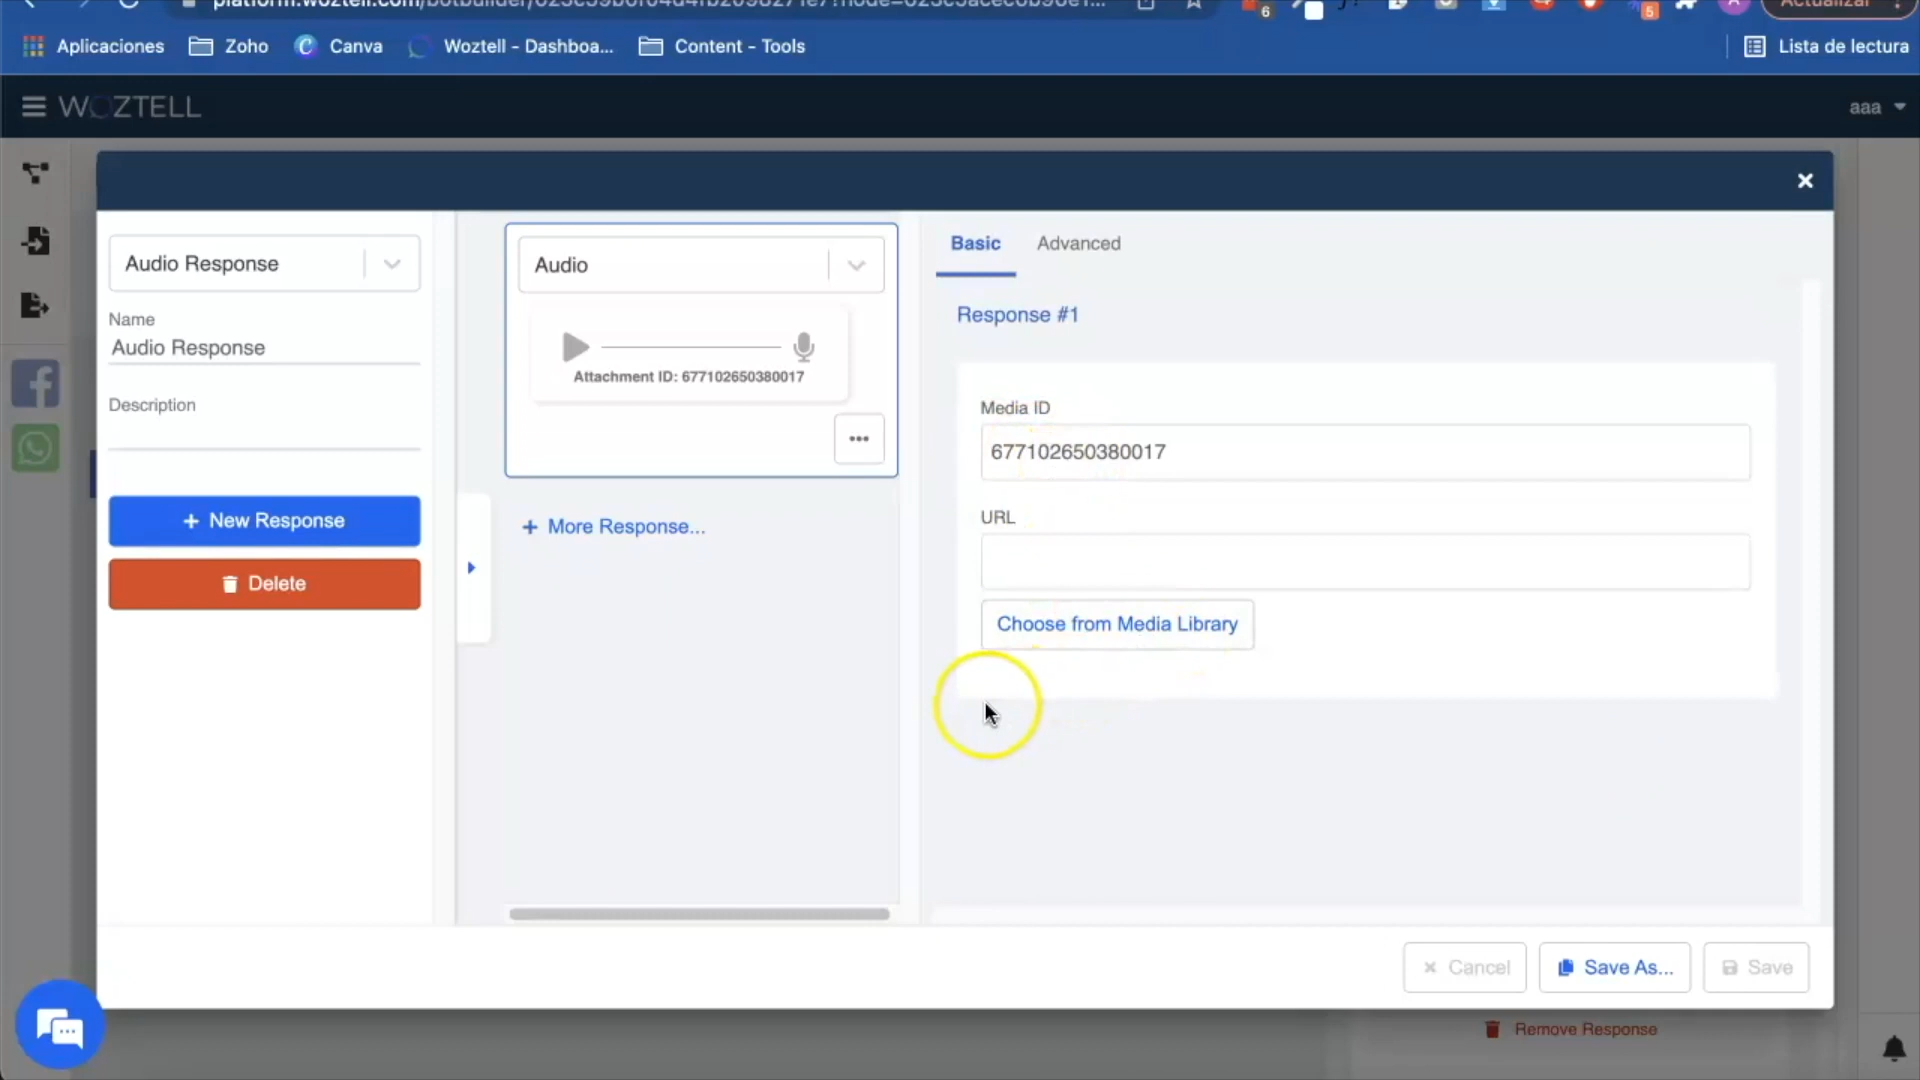 Aplicaciones
Zoho
Canva
Woztell - Dashboa...
Content - Tools
Lista de lectura
6
5
WOZTELL
aaa
Audio Response
Name
Audio Response
Description
+ New Response
Delete
Audio
Attachment ID: 677102650380017
+ More Response...
Basic
Advanced
Response #1
Media ID
677102650380017
URL
Choose from Media Library
Cancel
Save As...
Save
Remove Response